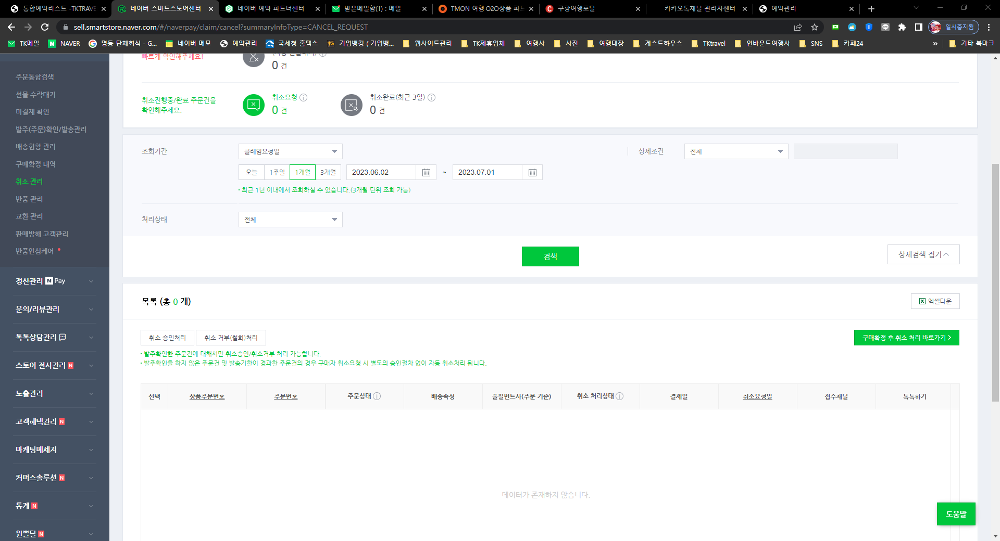 통합예약리스트 -TKTRAVE
네이버 스마트스토어센터
네이버 예약 파트너센터
받은메일함(1) : 메일
TMON 여행·O2O상품 파트
쿠팡여행포탈
카카오톡채널 관리자센터
예약관리
sell.smartstore.naver.com/#/naverpay/claim/cancel?summaryInfoType=CANCEL_REQUEST
일시중지됨
TK메일
NAVER
명동 단체회식 - G...
네이버 메모
예약관리
국세청 홈택스
기업뱅킹 ( 기업뱅...
웹사이트관리
TK제휴업체
여행사
사진
여행대장
게스트하우스
TKtravel
인바운드여행사
SNS
카페24
»
기타 북마크
주문통합검색
선물 수락대기
미결제 확인
발주(주문)확인/발송관리
배송현황 관리
구매확정 내역
취소 관리
반품 관리
교환 관리
판매방해 고객관리
반품안심케어
정산관리 N Pay
문의/리뷰관리
톡톡상담관리
스토어 전시관리 N
노출관리
고객혜택관리 N
마케팅메세지
커머스솔루션 N
통계 N
원쁠딜 N
빠르게 확인해주세요!
0 건
취소진행중/완료 주문건을
확인해주세요.
취소요청
0 건
취소완료(최근 3일)
0 건
조회기간
클레임요청일
상세조건
전체
오늘
1주일
1개월
3개월
2023.06.02
~
2023.07.01
· 최근 1년 이내에서 조회하실 수 있습니다.(3개월 단위 조회 가능)
처리상태
전체
검색
상세검색 접기
목록 (총 0 개)
엑셀다운
취소 승인처리
취소 거부(철회)처리
구매확정 후 취소 처리 바로가기 >
· 발주확인한 주문건에 대해서만 취소승인/취소거부 처리 가능합니다.
· 발주확인을 하지 않은 주문건 및 발송기한이 경과한 주문건의 경우 구매자 취소요청 시 별도의 승인절차 없이 자동 취소처리 됩니다.
선택
상품주문번호
주문번호
주문상태
배송속성
풀필먼트사(주문 기준)
취소 처리상태
결제일
취소요청일
접수채널
톡톡하기
데이터가 존재하지 않습니다.
도움말